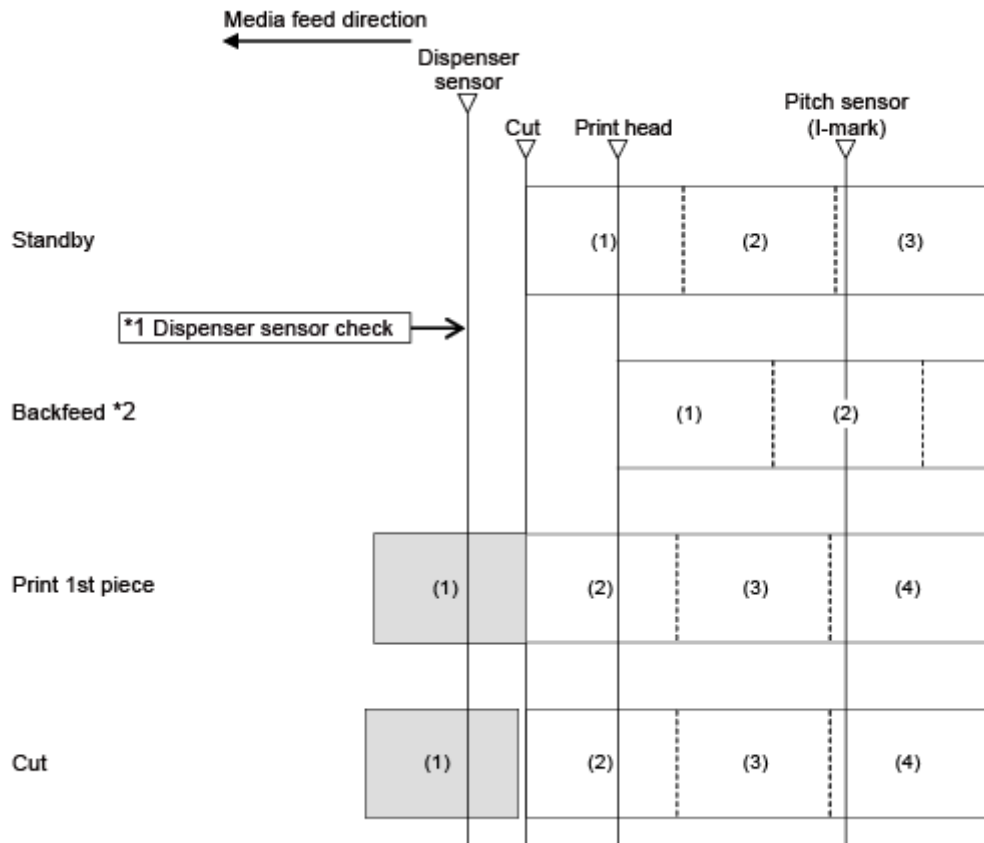 Media feed direction
Dispenser
sensor
Pitch sensor
(I-mark)
Cut
Print head
Standby
(1)
(2)
(3)
*1 Dispenser sensor check
Backfeed *2
(1)
(2)
Print 1st piece
(1)
(2)
(3)
(4)
Cut
(1)
(2)
(3)
(4)